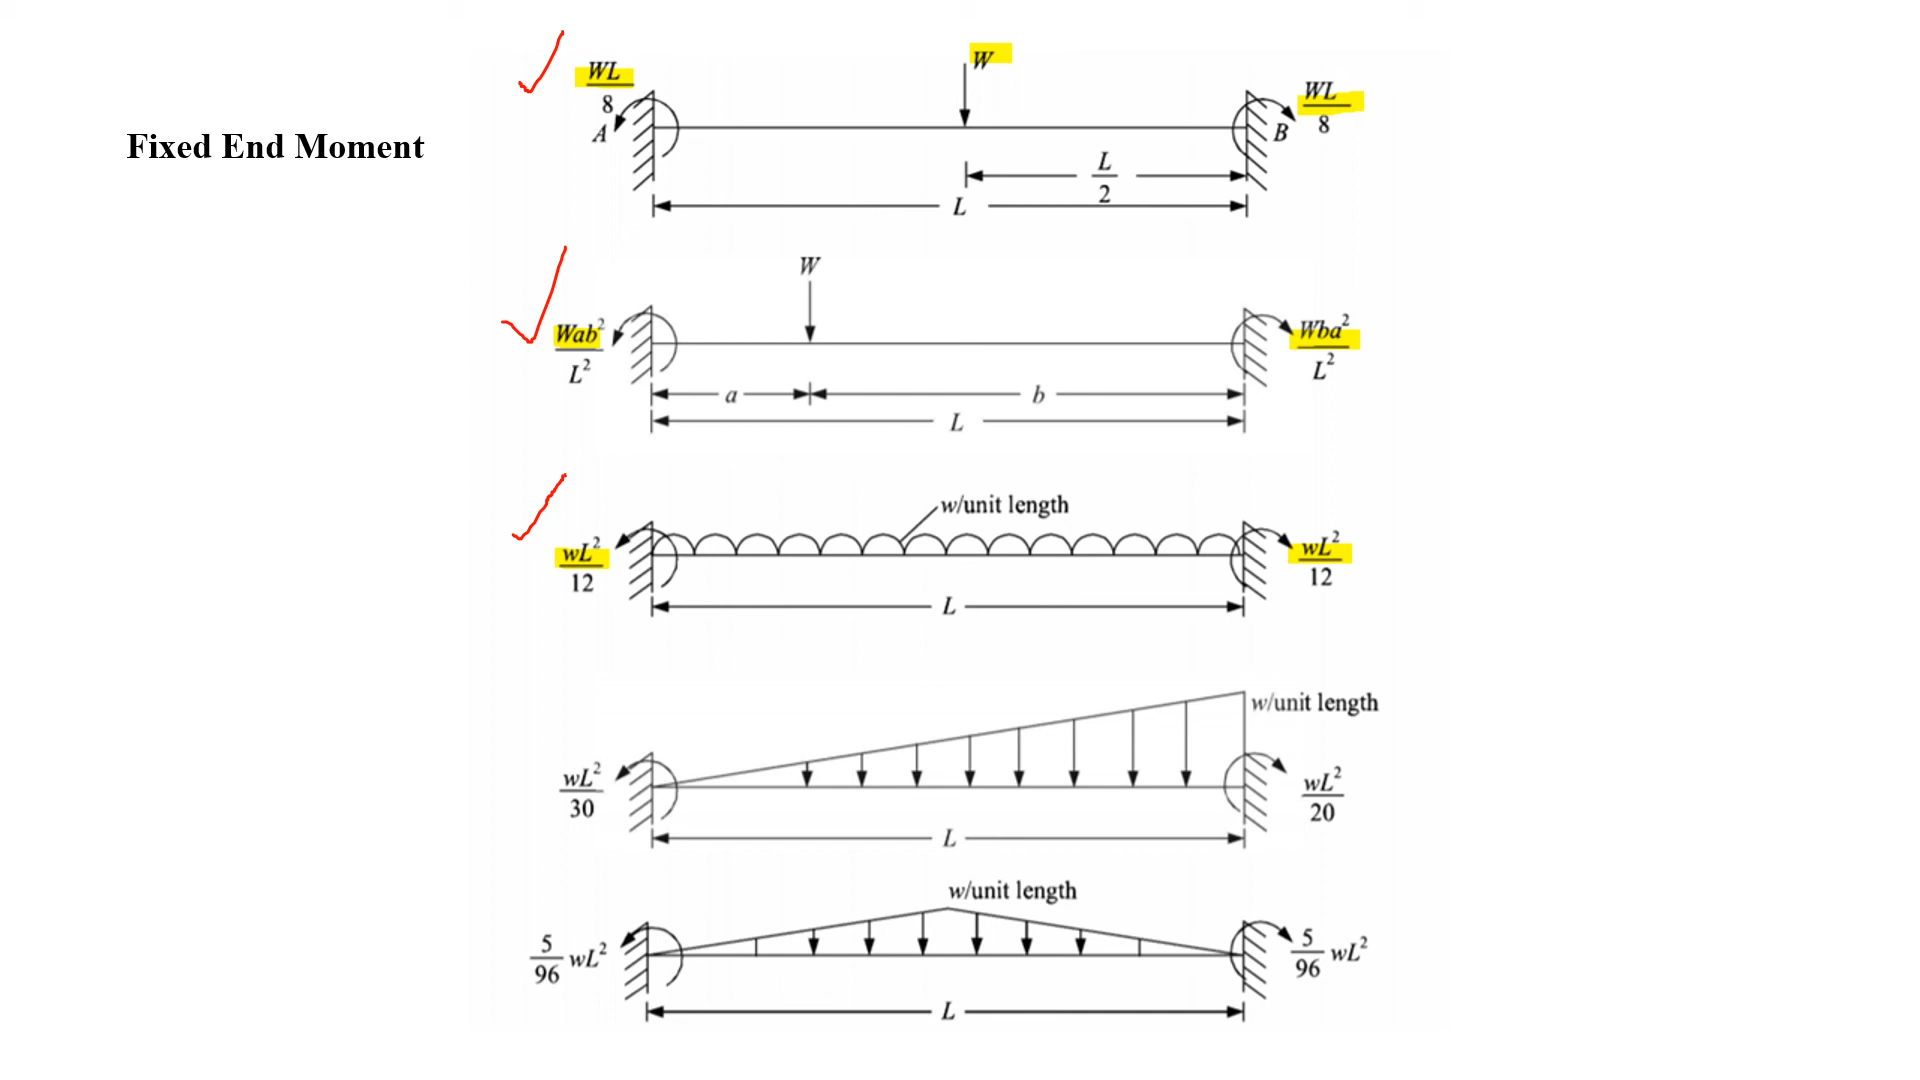 Fixed End Moment
W
WL/8
A
WL/8
B
L/2
L
W
Wab²/L²
Wba²/L²
a
b
L
w/unit length
wL²/12
wL²/12
L
w/unit length
wL²/30
wL²/20
L
w/unit length
5/96 wL²
5/96 wL²
L